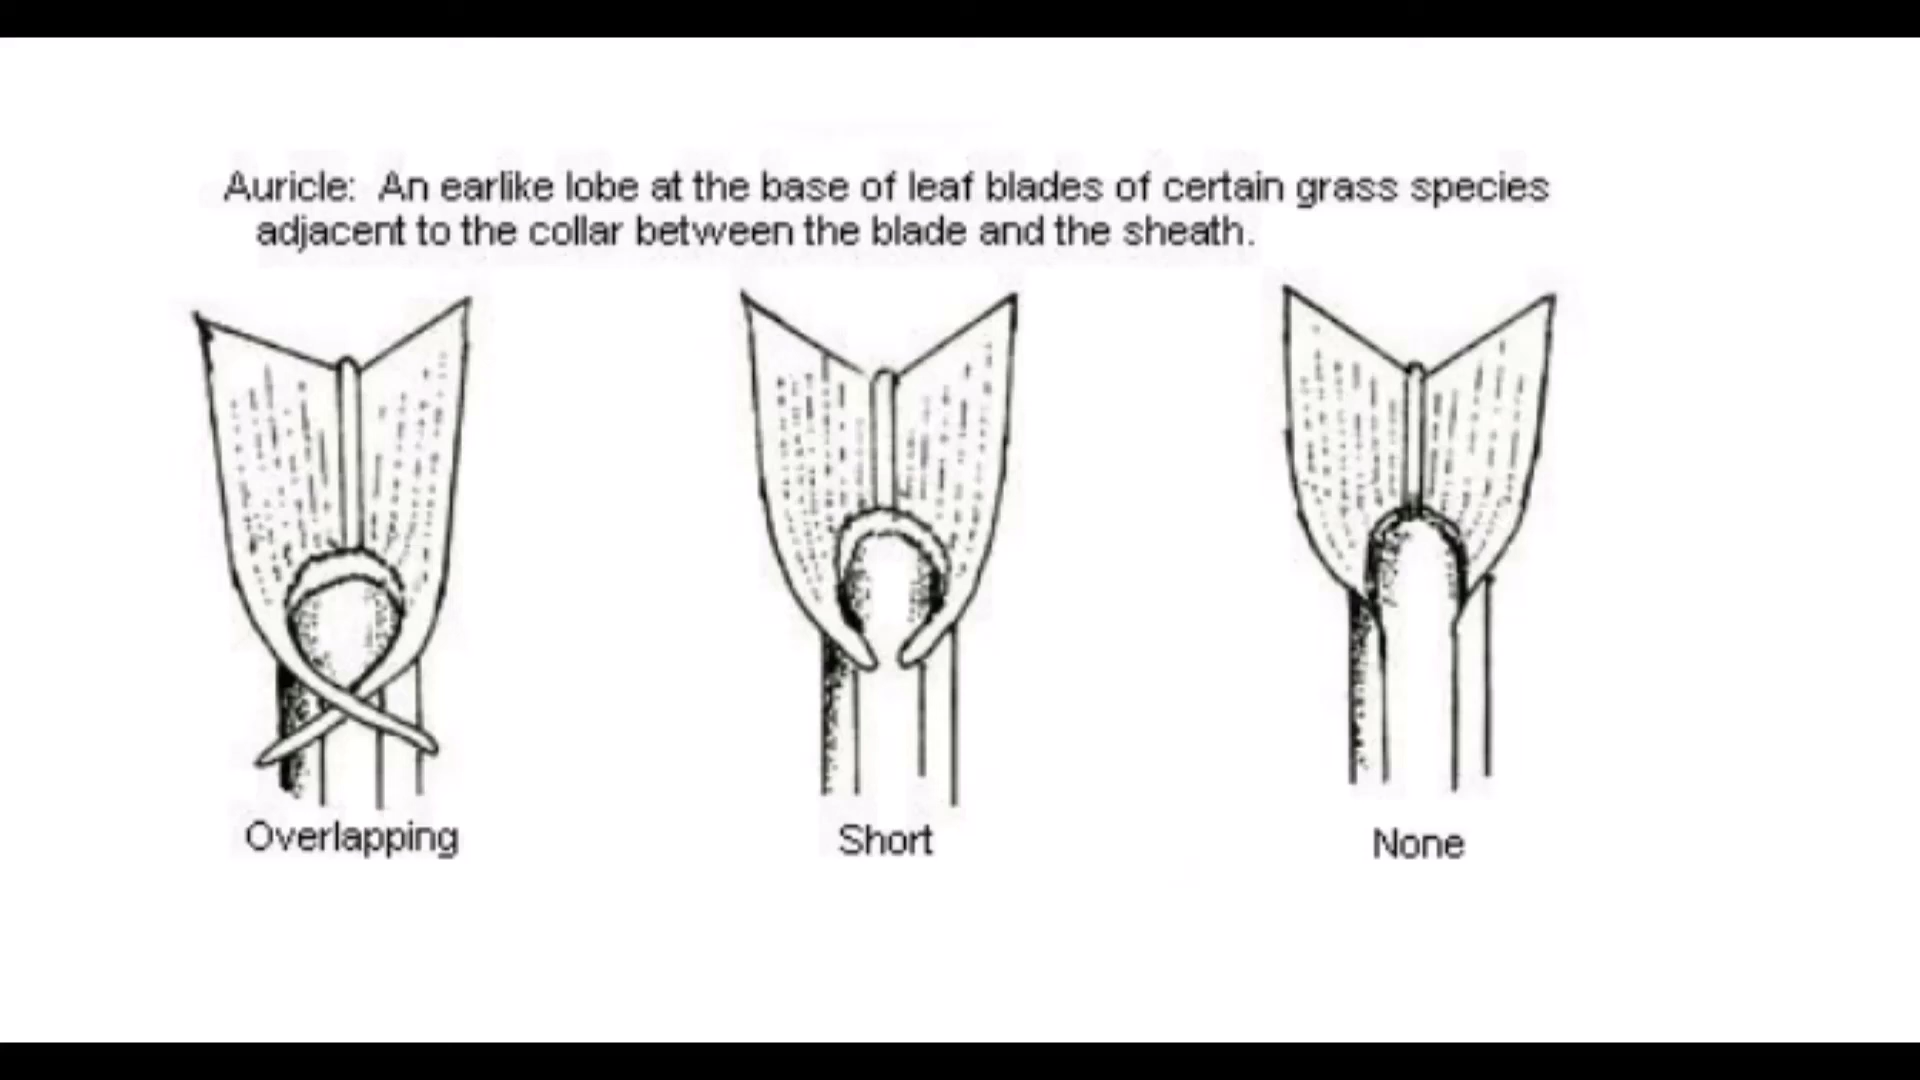 Auricle: An earlike lobe at the base of leaf blades of certain grass species
adjacent to the collar between the blade and the sheath.
Overlapping
Short
None